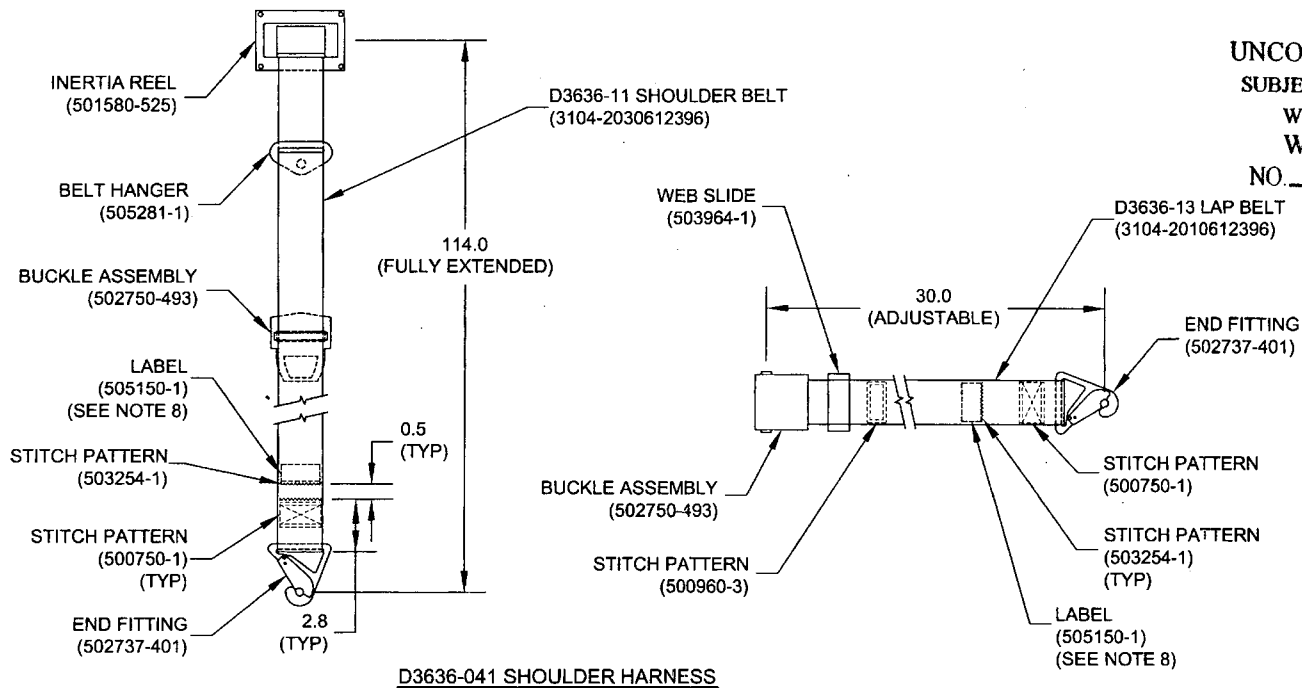 INERTIA REEL
(501580-525)
BELT HANGER
(505281-1)
BUCKLE ASSEMBLY
(502750-493)
LABEL
(505150-1)
(SEE NOTE 8)
STITCH PATTERN
(503254-1)
STITCH PATTERN
(500750-1)
(TYP)
END FITTING
(502737-401)
D3636-11 SHOULDER BELT
(3104-2030612396)
114.0
(FULLY EXTENDED)
0.5
(TYP)
2.8
(TYP)
D3636-041 SHOULDER HARNESS
UNCO
SUBJE
W
W
NO.
WEB SLIDE
(503964-1)
D3636-13 LAP BELT
(3104-2010612396)
30.0
(ADJUSTABLE)
END FITTING
(502737-401)
BUCKLE ASSEMBLY
(502750-493)
STITCH PATTERN
(500960-3)
STITCH PATTERN
(500750-1)
STITCH PATTERN
(503254-1)
(TYP)
LABEL
(505150-1)
(SEE NOTE 8)